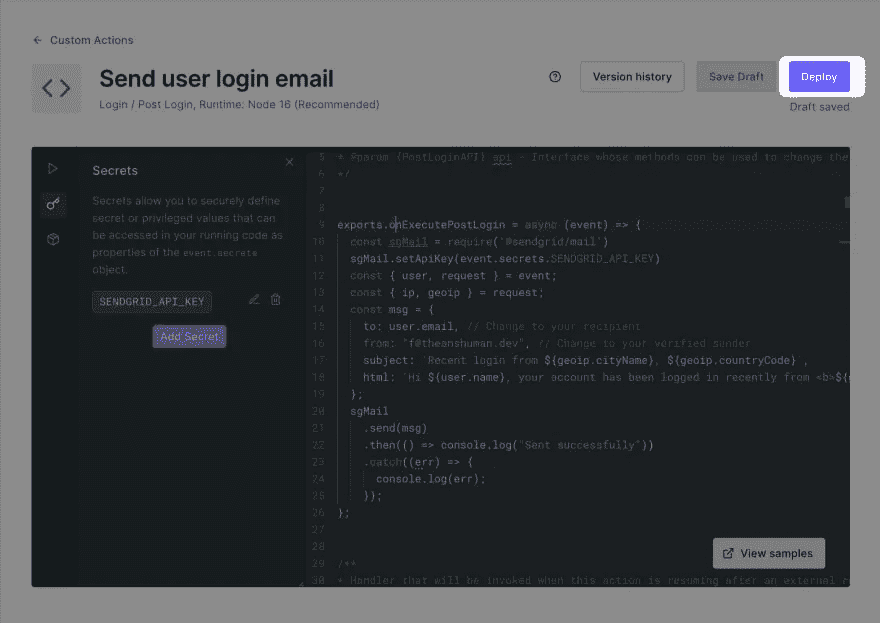 ← Custom Actions
Send user login email
Login / Post Login, Runtime: Node 16 (Recommended)
Version history
Save Draft
Deploy
Draft saved
Secrets
Secrets allow you to securely define
secret or privileged values that can
be accessed in your running code as
properties of the event.secrets
object.
SENDGRID_API_KEY
Add Secret
5 * @param {PostLoginAPI} api - Interface whose methods can be used to change the
6 */
7
8
9 exports.onExecutePostLogin = async (event) => {
10 const sgMail = require('@sendgrid/mail')
11 sgMail.setApiKey(event.secrets.SENDGRID_API_KEY)
12 const { user, request } = event;
13 const { ip, geoip } = request;
14 const msg = {
15 to: user.email, // Change to your recipient
16 from: "f@theanshuman.dev", // Change to your verified sender
17 subject: `Recent login from ${geoip.cityName}, ${geoip.countryCode}`,
18 html: `Hi ${user.name}, your account has been logged in recently from <b>${
19 };
20 sgMail
21 .send(msg)
22 .then(() => console.log("Sent successfully"))
23 .catch((err) => {
24 console.log(err);
25 });
26 };
27
28
29 /**
30 * Handler that will be invoked when this action is resuming after an external
View samples